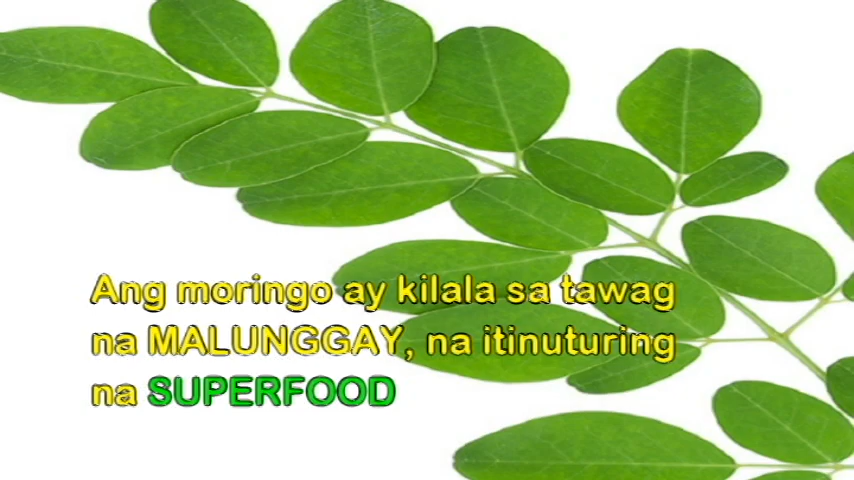 Ang moringo ay kilala sa tawag
na MALUNGGAY, na itinuturing
na SUPERFOOD